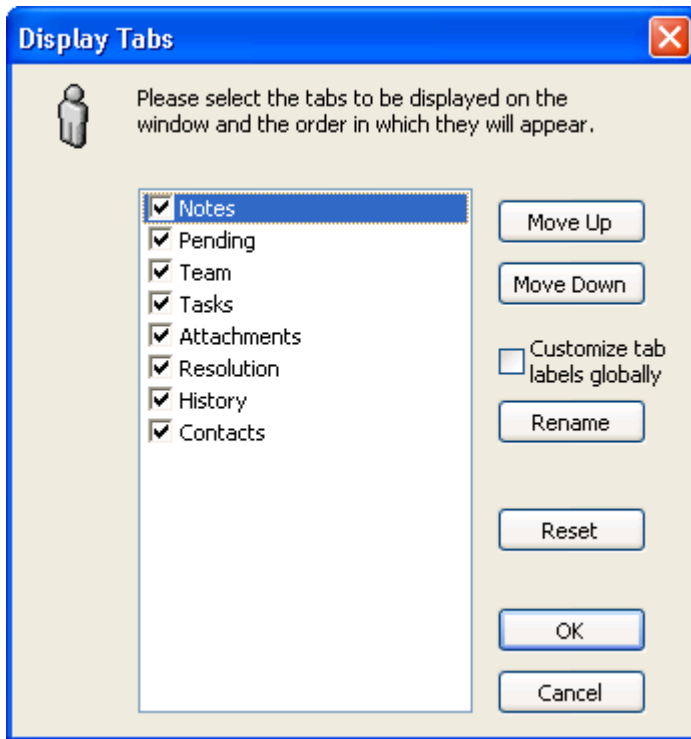 Display Tabs
Please select the tabs to be displayed on the
window and the order in which they will appear.
Notes
Pending
Team
Tasks
Attachments
Resolution
History
Contacts
Move Up
Move Down
Customize tab
labels globally
Rename
Reset
OK
Cancel